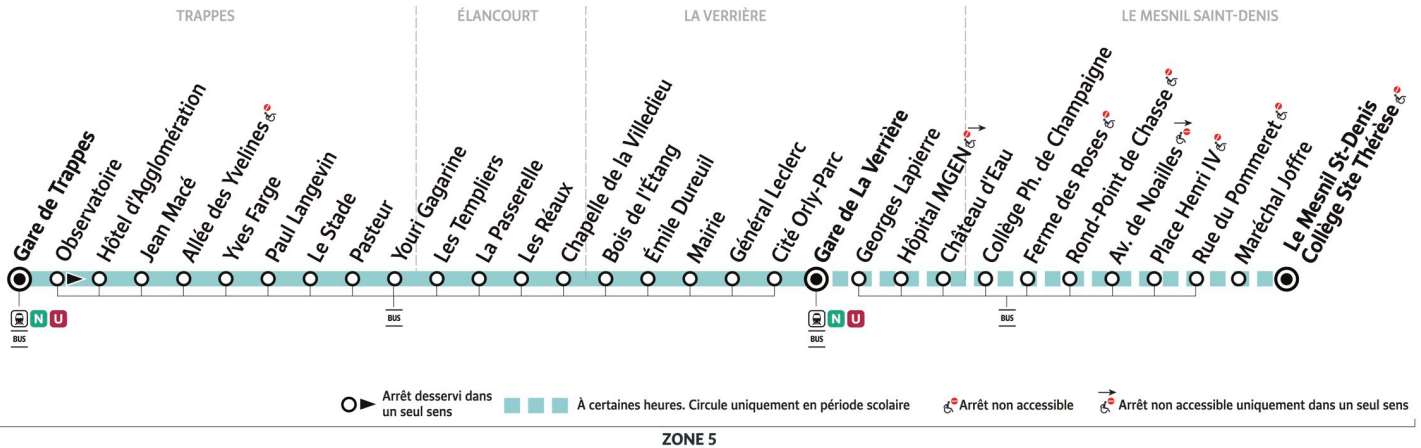 TRAPPES
ÉLANCOURT
LA VERRIÈRE
LE MESNIL SAINT-DENIS
Gare de Trappes
Observatoire
Hôtel d'Agglomération
Jean Macé
Allée des Yvelines
Yves Farge
Paul Langevin
Le Stade
Pasteur
Youri Gagarine
Les Templiers
La Passerelle
Les Réaux
Chapelle de la Villedieu
Bois de l'Étang
Émile Dureuil
Mairie
Général Leclerc
Cité Orly-Parc
Gare de La Verrière
Georges Lapierre
Hôpital MGEN
Château d'Eau
Collège Ph. de Champaigne
Ferme des Roses
Rond-Point de Chasse
Av. de Noailles
Place Henri IV
Rue du Pommeret
Maréchal Joffre
Le Mesnil St-Denis
Collège Ste Thérèse
N U
BUS
BUS
N U
BUS
BUS
Arrêt desservi dans
un seul sens
À certaines heures. Circule uniquement en période scolaire
Arrêt non accessible
Arrêt non accessible uniquement dans un seul sens
ZONE 5